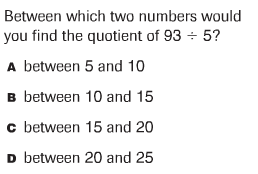 Between which two numbers would
you find the quotient of 93 ÷ 5?
A between 5 and 10
B between 10 and 15
C between 15 and 20
D between 20 and 25